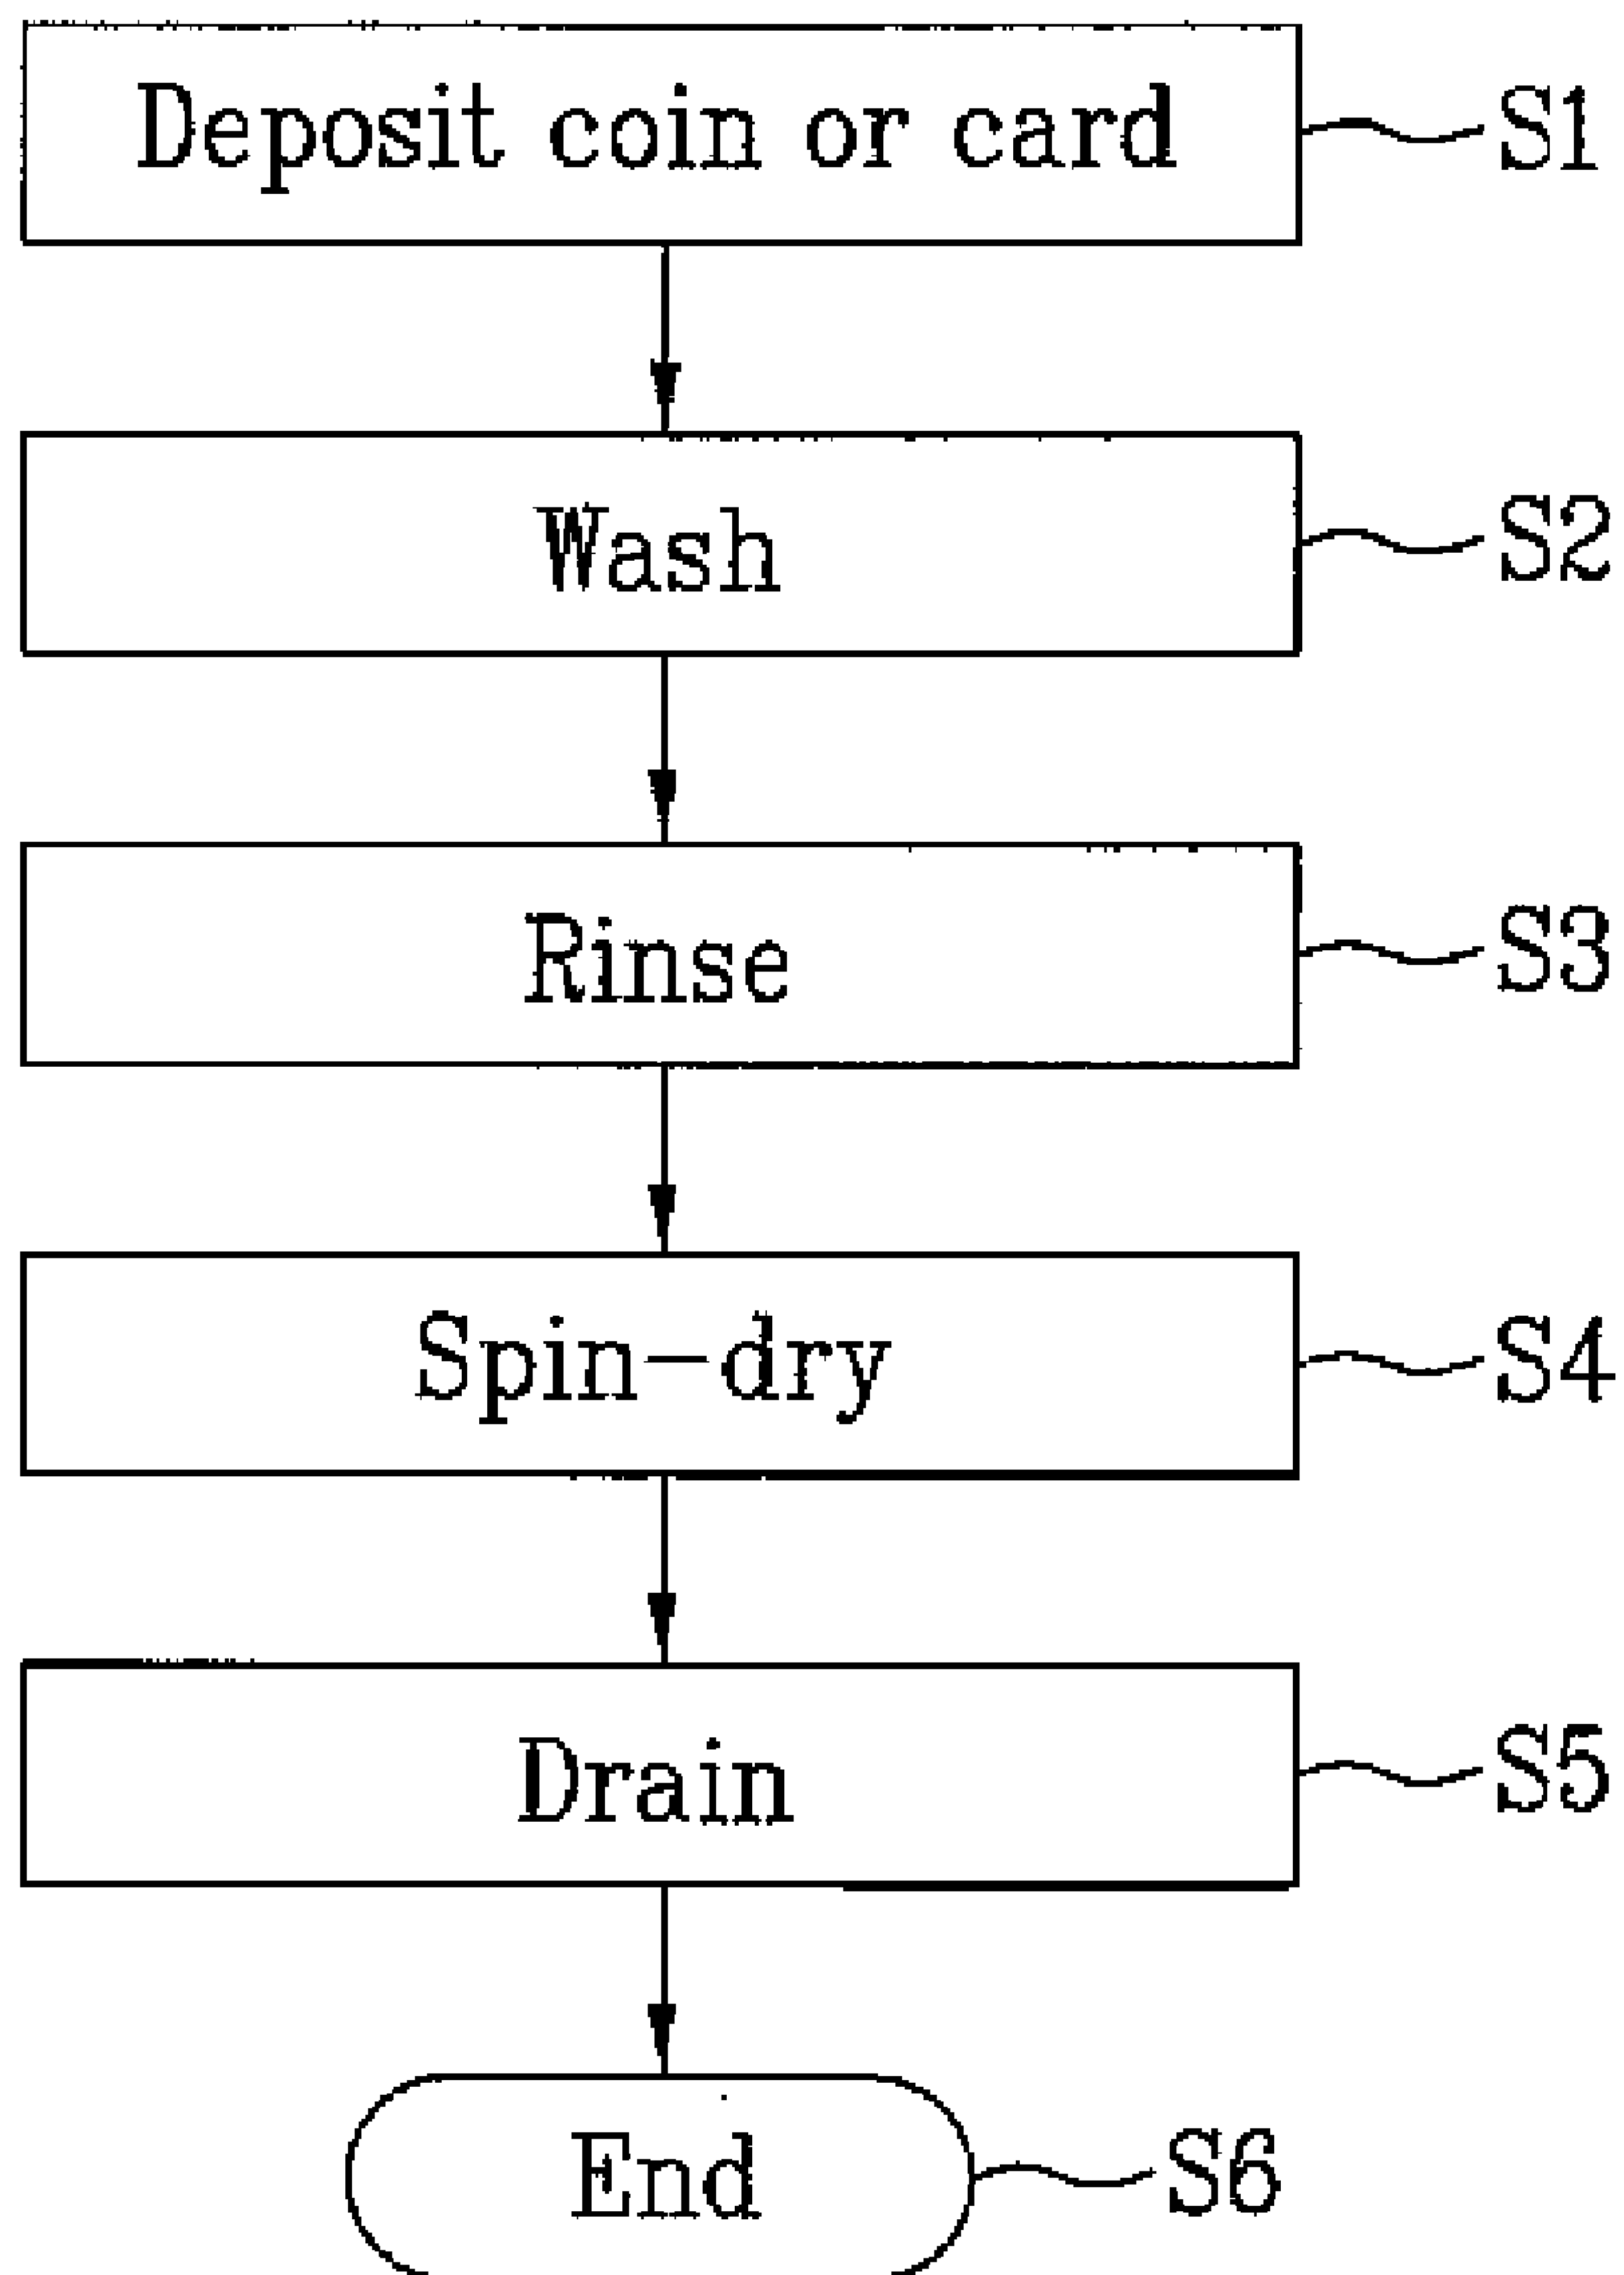 Deposit coin or card S1
Wash S2
Rinse S3
Spin-dry S4
Drain S5
End S6